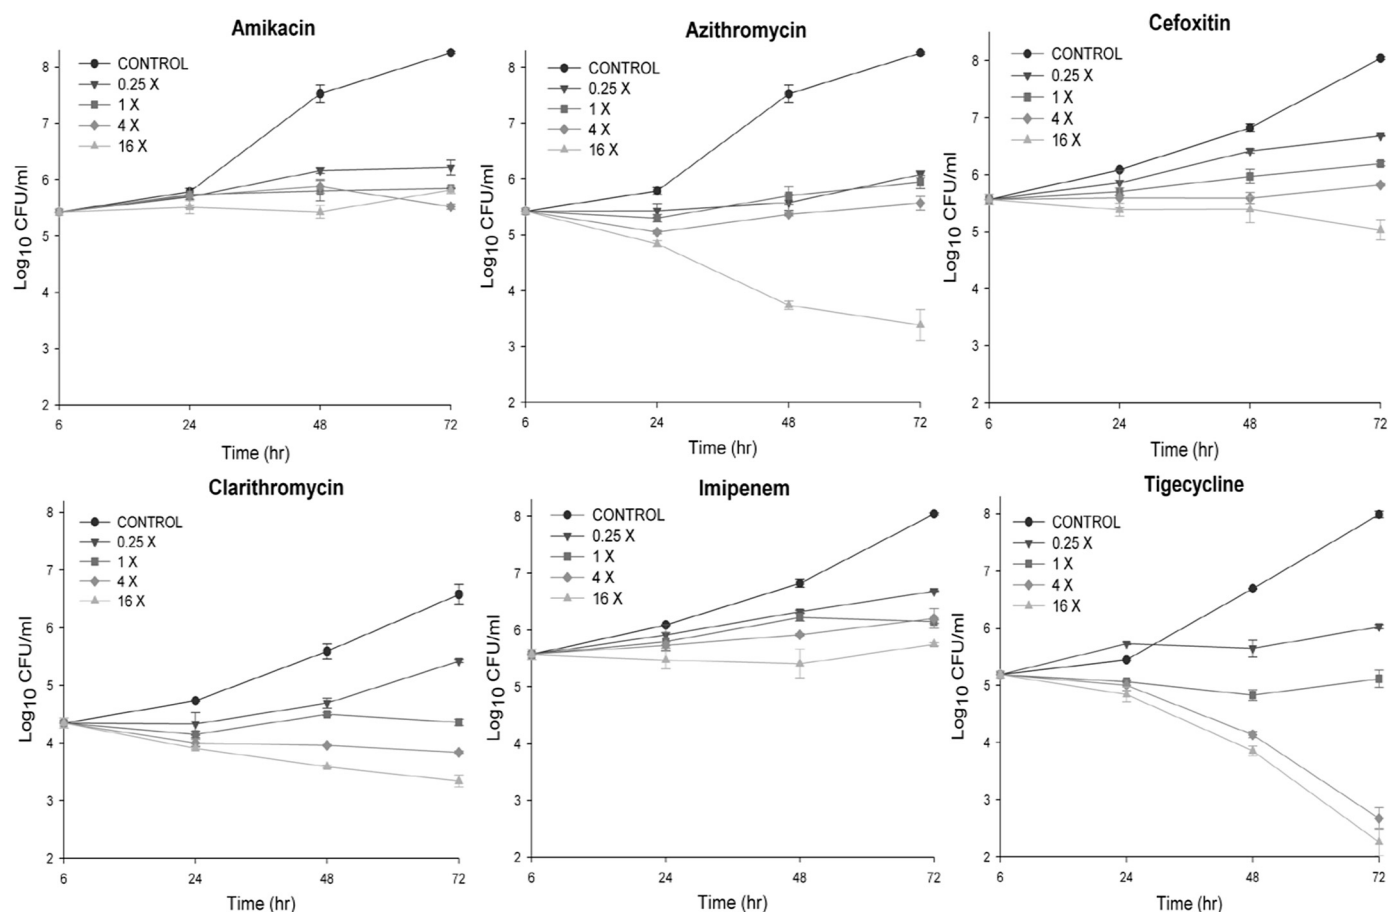 Amikacin
CONTROL
0.25 X
1 X
4 X
16 X
Log10 CFU/ml
8
7
6
5
4
3
2
6
24
48
72
Time (hr)
Azithromycin
CONTROL
0.25 X
1 X
4 X
16 X
Log10 CFU/ml
8
7
6
5
4
3
2
6
24
48
72
Time (hr)
Cefoxitin
CONTROL
0.25 X
1 X
4 X
16 X
Log10 CFU/ml
8
7
6
5
4
3
2
6
24
48
72
Time (hr)
Clarithromycin
CONTROL
0.25 X
1 X
4 X
16 X
Log10 CFU/ml
8
7
6
5
4
3
2
6
24
48
72
Time (hr)
Imipenem
CONTROL
0.25 X
1 X
4 X
16 X
Log10 CFU/ml
8
7
6
5
4
3
2
6
24
48
72
Time (hr)
Tigecycline
CONTROL
0.25 X
1 X
4 X
16 X
Log10 CFU/ml
8
7
6
5
4
3
2
6
24
48
72
Time (hr)